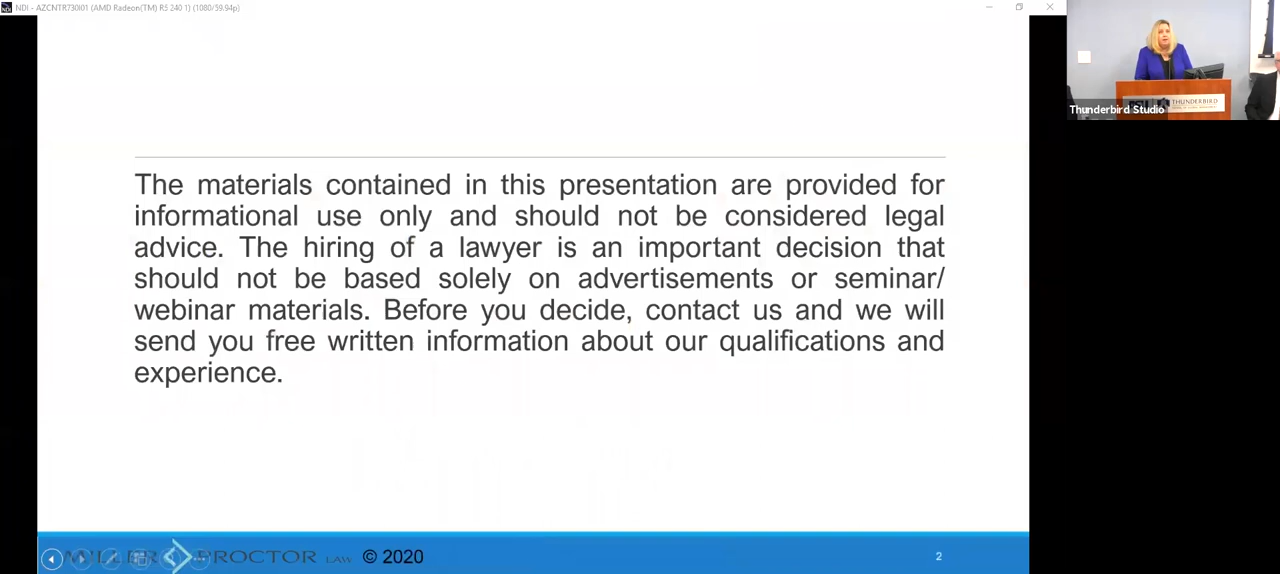 NDI - AZCNTR730I01 (AMD Radeon(TM) R5 240 1) (1080/59.94p)
Thunderbird Studio
THUNDERBIRD
The materials contained in this presentation are provided for
informational use only and should not be considered legal
advice. The hiring of a lawyer is an important decision that
should not be based solely on advertisements or seminar/
webinar materials. Before you decide, contact us and we will
send you free written information about our qualifications and
experience.
MILLER PROCTOR LAW © 2020
2